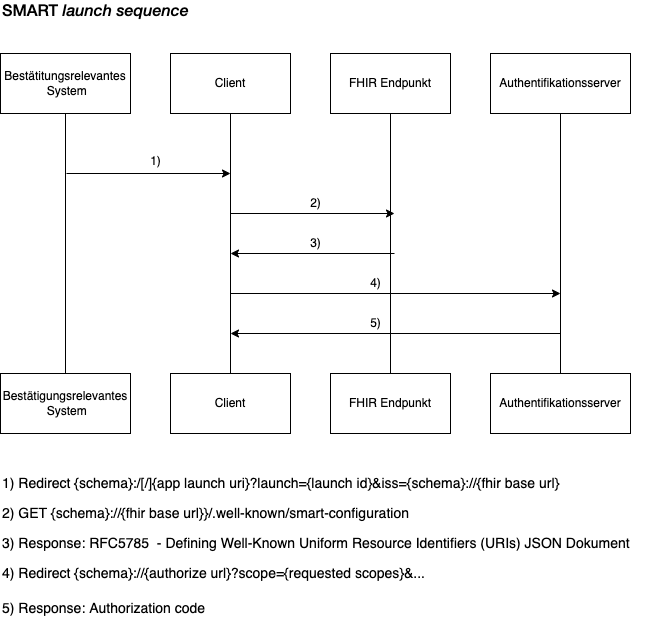 SMART launch sequence
Bestätitungsrelevantes
System
Client
FHIR Endpunkt
Authentifikationsserver
1)
2)
3)
4)
5)
Bestätigungsrelevantes
System
Client
FHIR Endpunkt
Authentifikationsserver
1) Redirect {schema}:/[/]{app launch uri}?launch={launch id}&iss={schema}://{fhir base url}
2) GET {schema}://{fhir base url}}/.well-known/smart-configuration
3) Response: RFC5785 - Defining Well-Known Uniform Resource Identifiers (URIs) JSON Dokument
4) Redirect {schema}://{authorize url}?scope={requested scopes}&...
5) Response: Authorization code